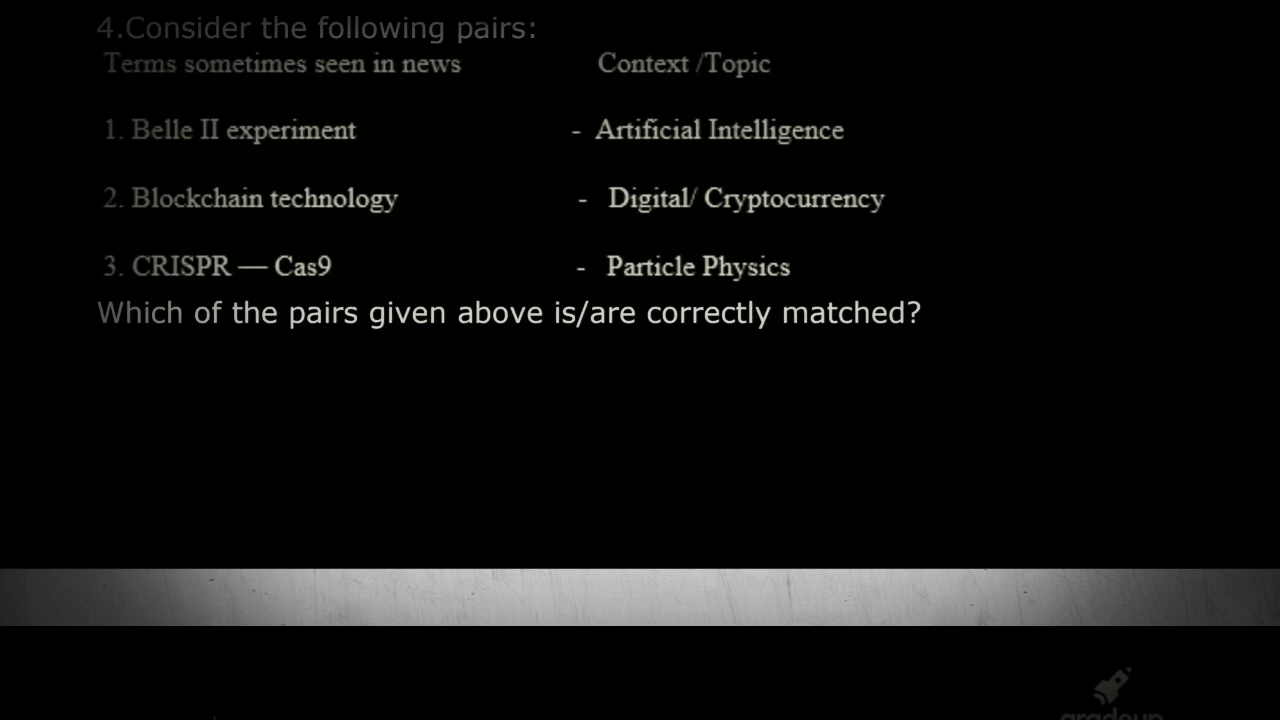 4.Consider the following pairs:
Terms sometimes seen in news Context /Topic
1. Belle II experiment - Artificial Intelligence
2. Blockchain technology - Digital/ Cryptocurrency
3. CRISPR — Cas9 - Particle Physics
Which of the pairs given above is/are correctly matched?
gradeup